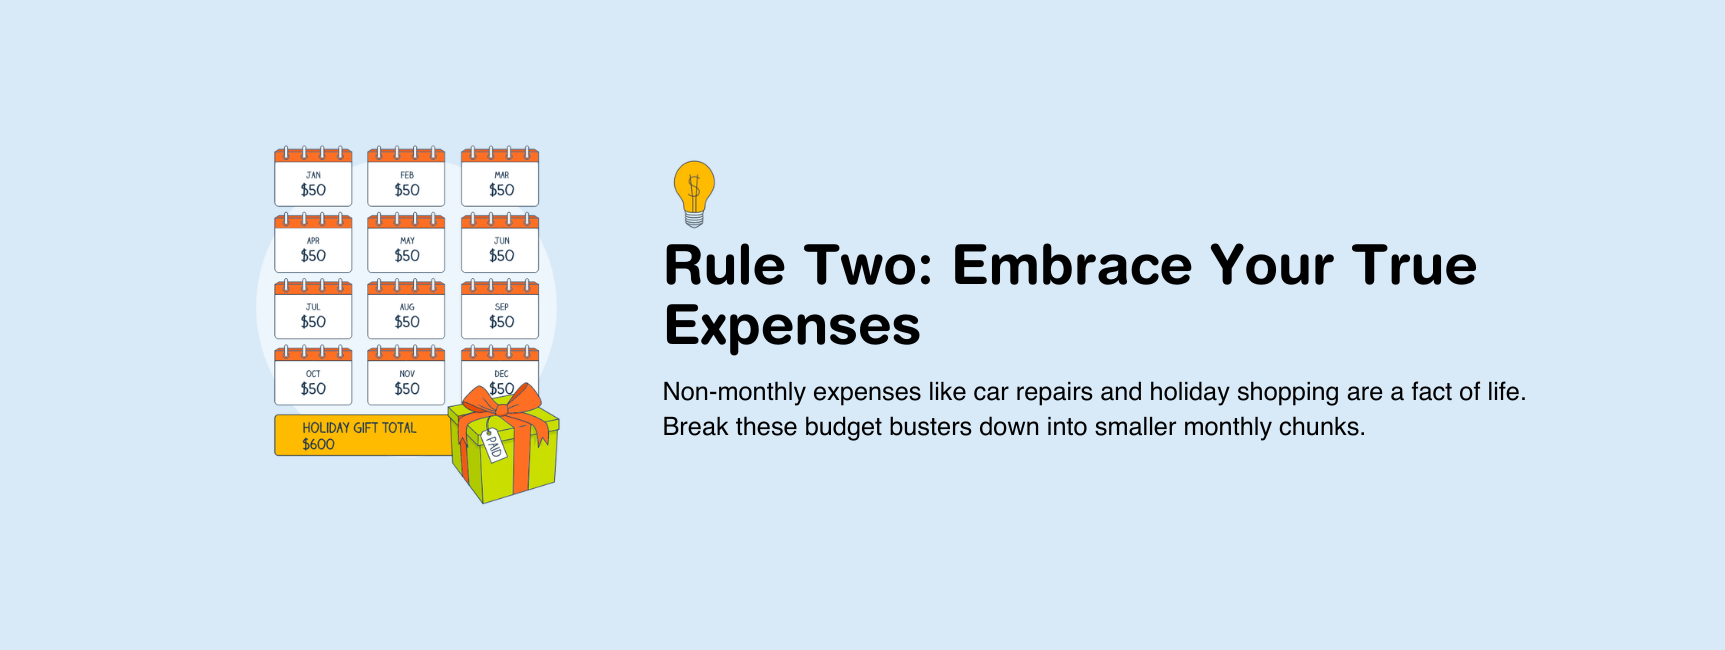 JAN
$50
FEB
$50
MAR
$50
APR
$50
MAY
$50
JUN
$50
JUL
$50
AUG
$50
SEP
$50
OCT
$50
NOV
$50
DEC
$50
HOLIDAY GIFT TOTAL
$600
PAID
$
Rule Two: Embrace Your True
Expenses
Non-monthly expenses like car repairs and holiday shopping are a fact of life.
Break these budget busters down into smaller monthly chunks.